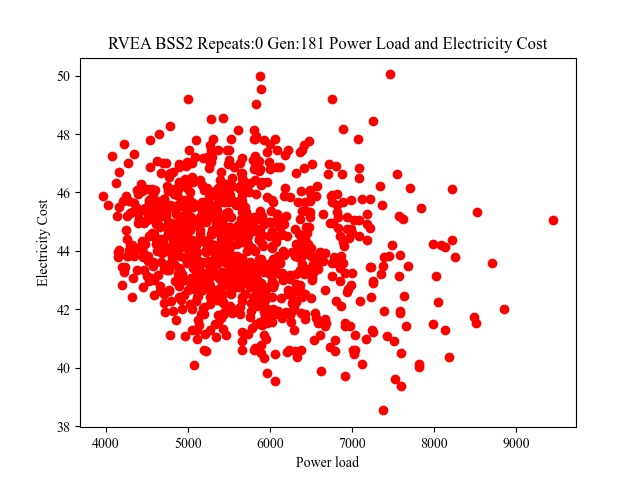 RVEA BSS2 Repeats:0 Gen:181 Power Load and Electricity Cost
50
48
46
44
42
40
38
Electricity Cost
4000 5000 6000 7000 8000 9000
Power load